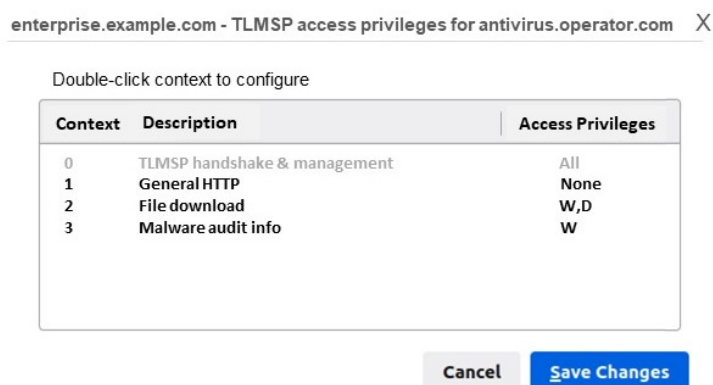 enterprise.example.com - TLMSP access privileges for antivirus.operator.com X
Double-click context to configure
Context Description Access Privileges
0 TLMSP handshake & management All
1 General HTTP None
2 File download W,D
3 Malware audit info W
Cancel Save Changes